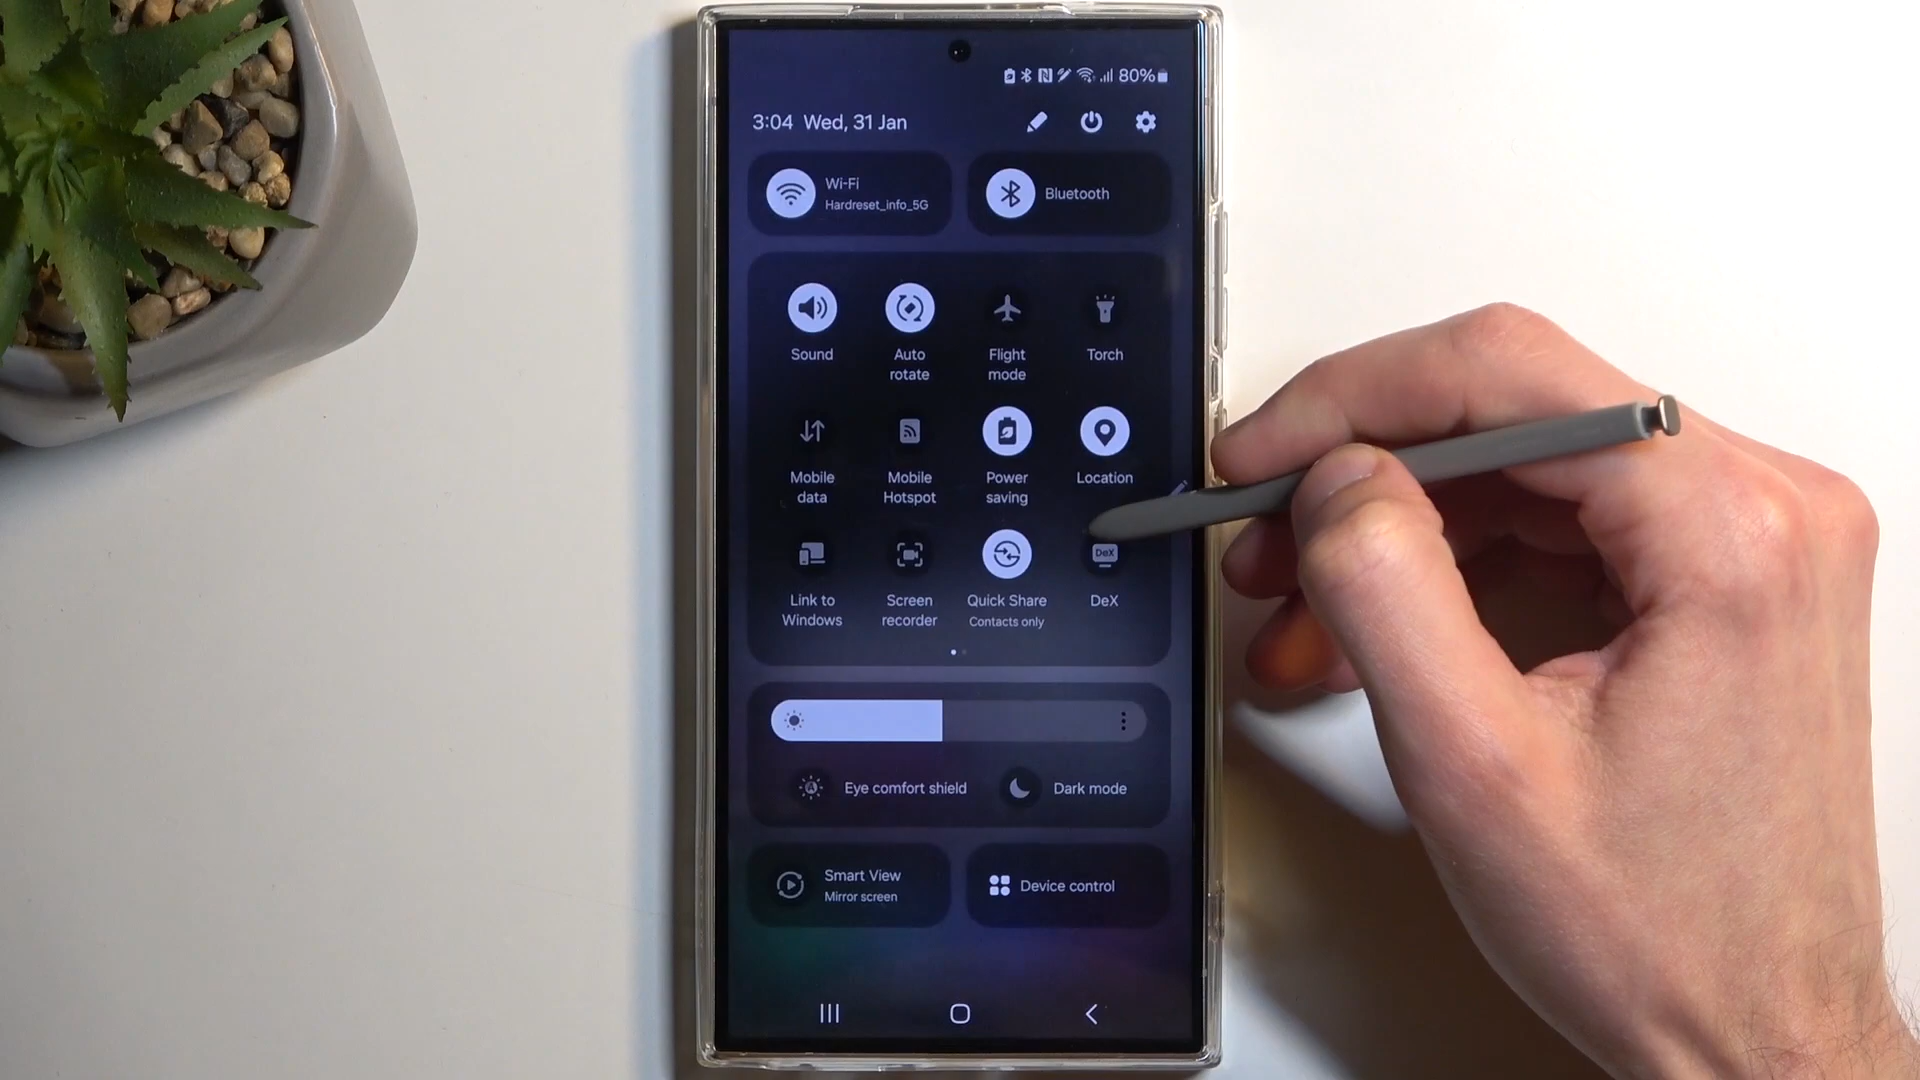 80%
3:04 Wed, 31 Jan
Wi-Fi
Hardreset_info_5G
Bluetooth
Sound
Auto
rotate
Flight
mode
Torch
Mobile
data
Mobile
Hotspot
Power
saving
Location
Link to
Windows
Screen
recorder
Quick Share
Contacts only
DeX
DeX
Eye comfort shield
Dark mode
Smart View
Mirror screen
Device control